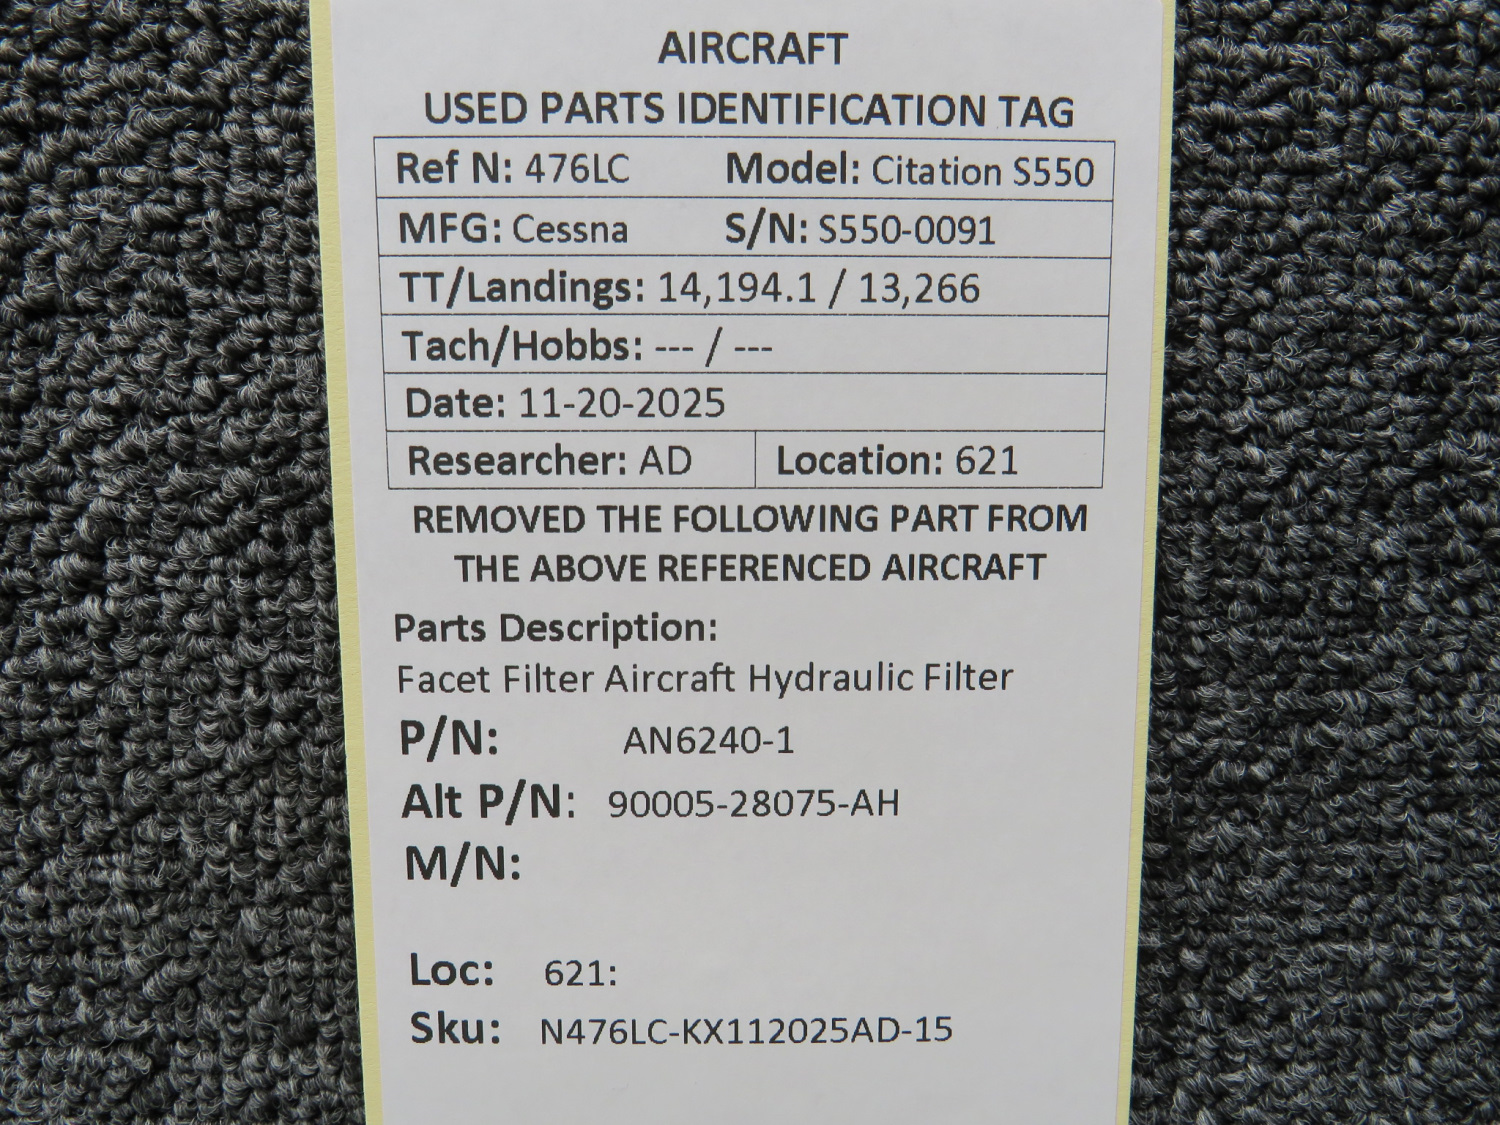 AIRCRAFT
USED PARTS IDENTIFICATION TAG
Ref N: 476LC Model: Citation S550
MFG: Cessna S/N: S550-0091
TT/Landings: 14,194.1 / 13,266
Tach/Hobbs: --- / ---
Date: 11-20-2025
Researcher: AD Location: 621
REMOVED THE FOLLOWING PART FROM
THE ABOVE REFERENCED AIRCRAFT
Parts Description:
Facet Filter Aircraft Hydraulic Filter
P/N: AN6240-1
Alt P/N: 90005-28075-AH
M/N:
Loc: 621:
Sku: N476LC-KX112025AD-15